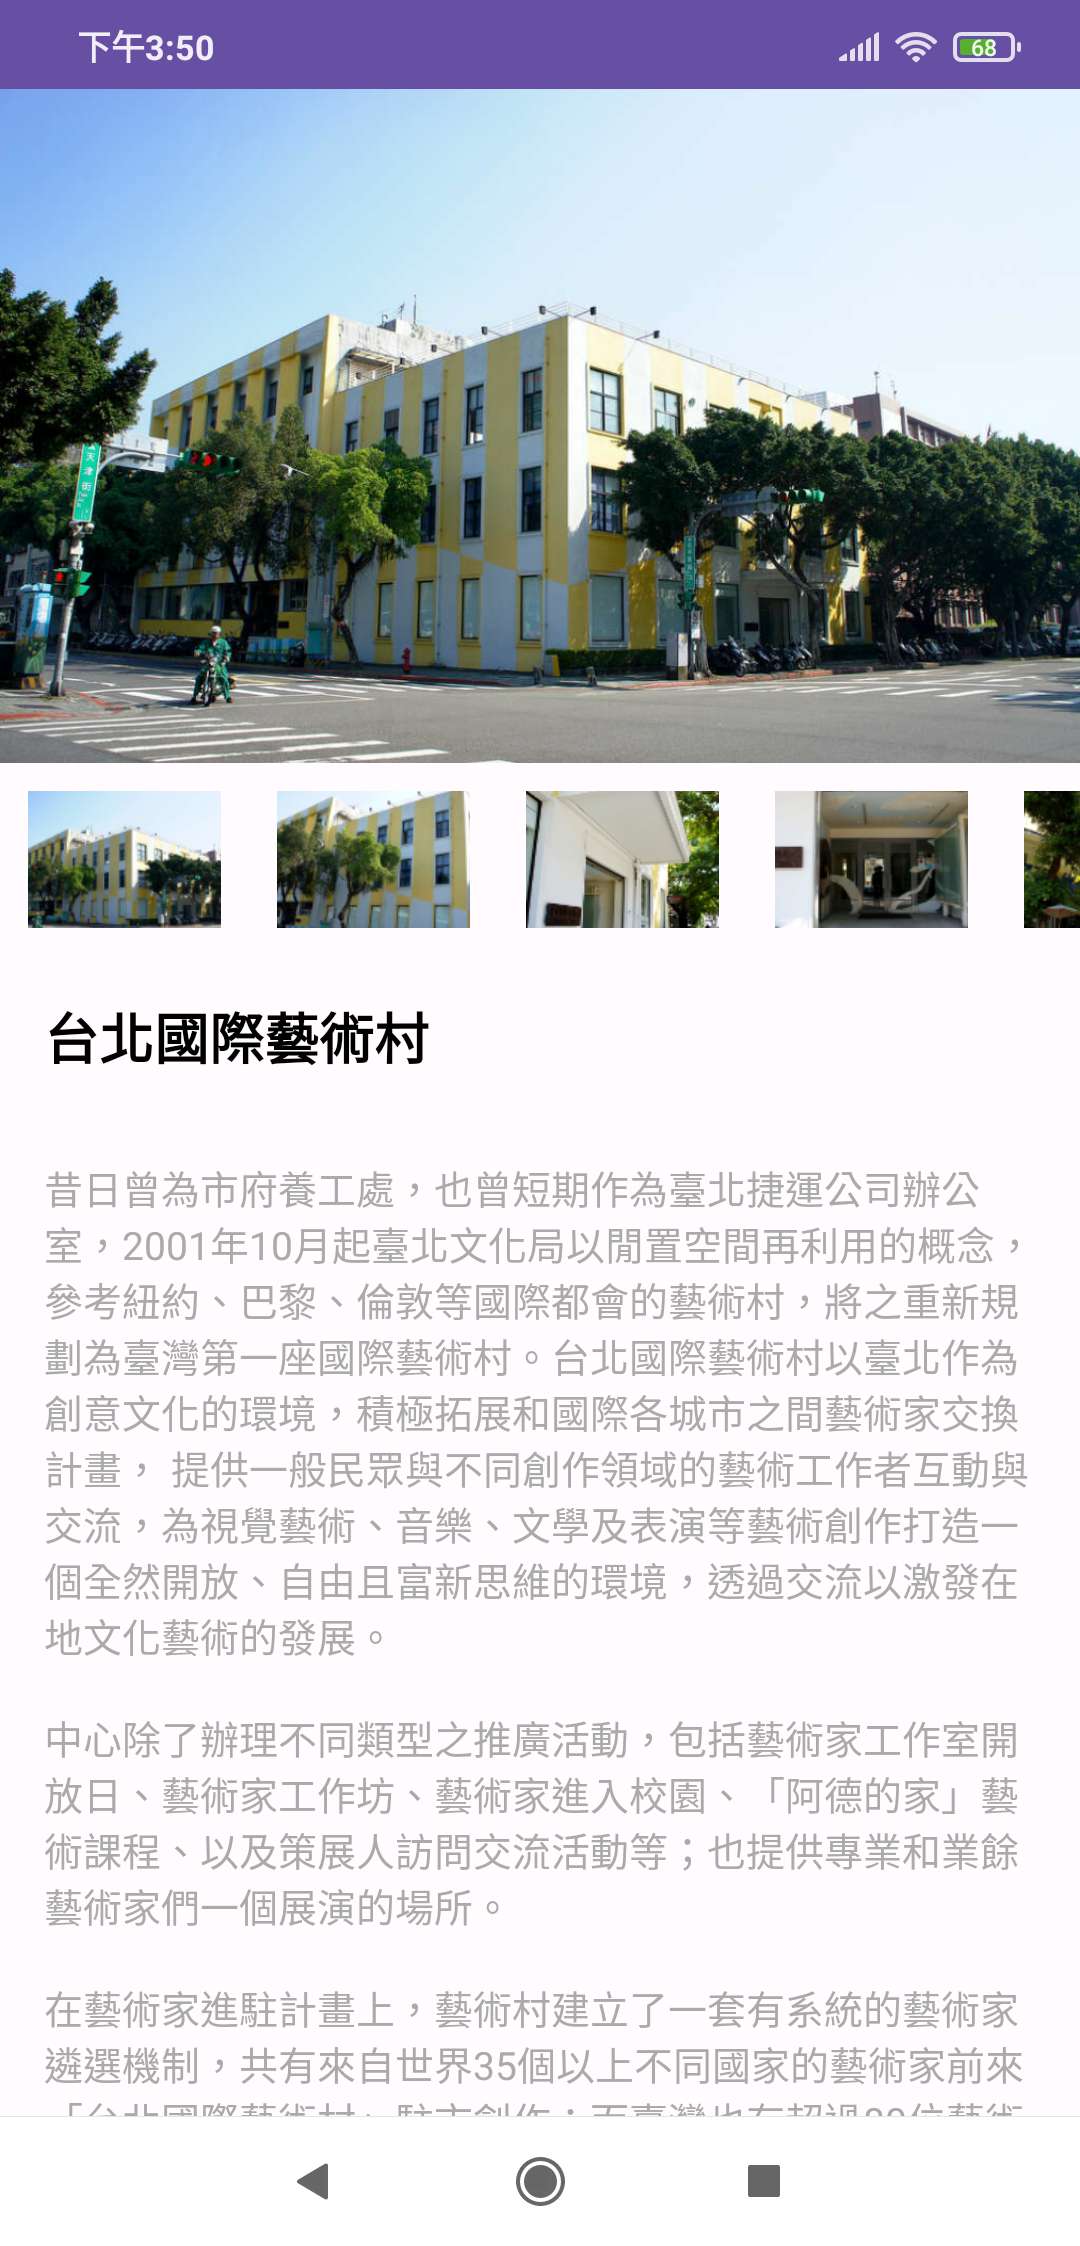 下午3:50
68
天津街
台北國際藝術村
昔日曾為市府養工處，也曾短期作為臺北捷運公司辦公
室，2001年10月起臺北文化局以閒置空間再利用的概念，
參考紐約、巴黎、倫敦等國際都會的藝術村，將之重新規
劃為臺灣第一座國際藝術村。台北國際藝術村以臺北作為
創意文化的環境，積極拓展和國際各城市之間藝術家交換
計畫， 提供一般民眾與不同創作領域的藝術工作者互動與
交流，為視覺藝術、音樂、文學及表演等藝術創作打造一
個全然開放、自由且富新思維的環境，透過交流以激發在
地文化藝術的發展。
中心除了辦理不同類型之推廣活動，包括藝術家工作室開
放日、藝術家工作坊、藝術家進入校園、「阿德的家」藝
術課程、以及策展人訪問交流活動等；也提供專業和業餘
藝術家們一個展演的場所。
在藝術家進駐計畫上，藝術村建立了一套有系統的藝術家
遴選機制，共有來自世界35個以上不同國家的藝術家前來